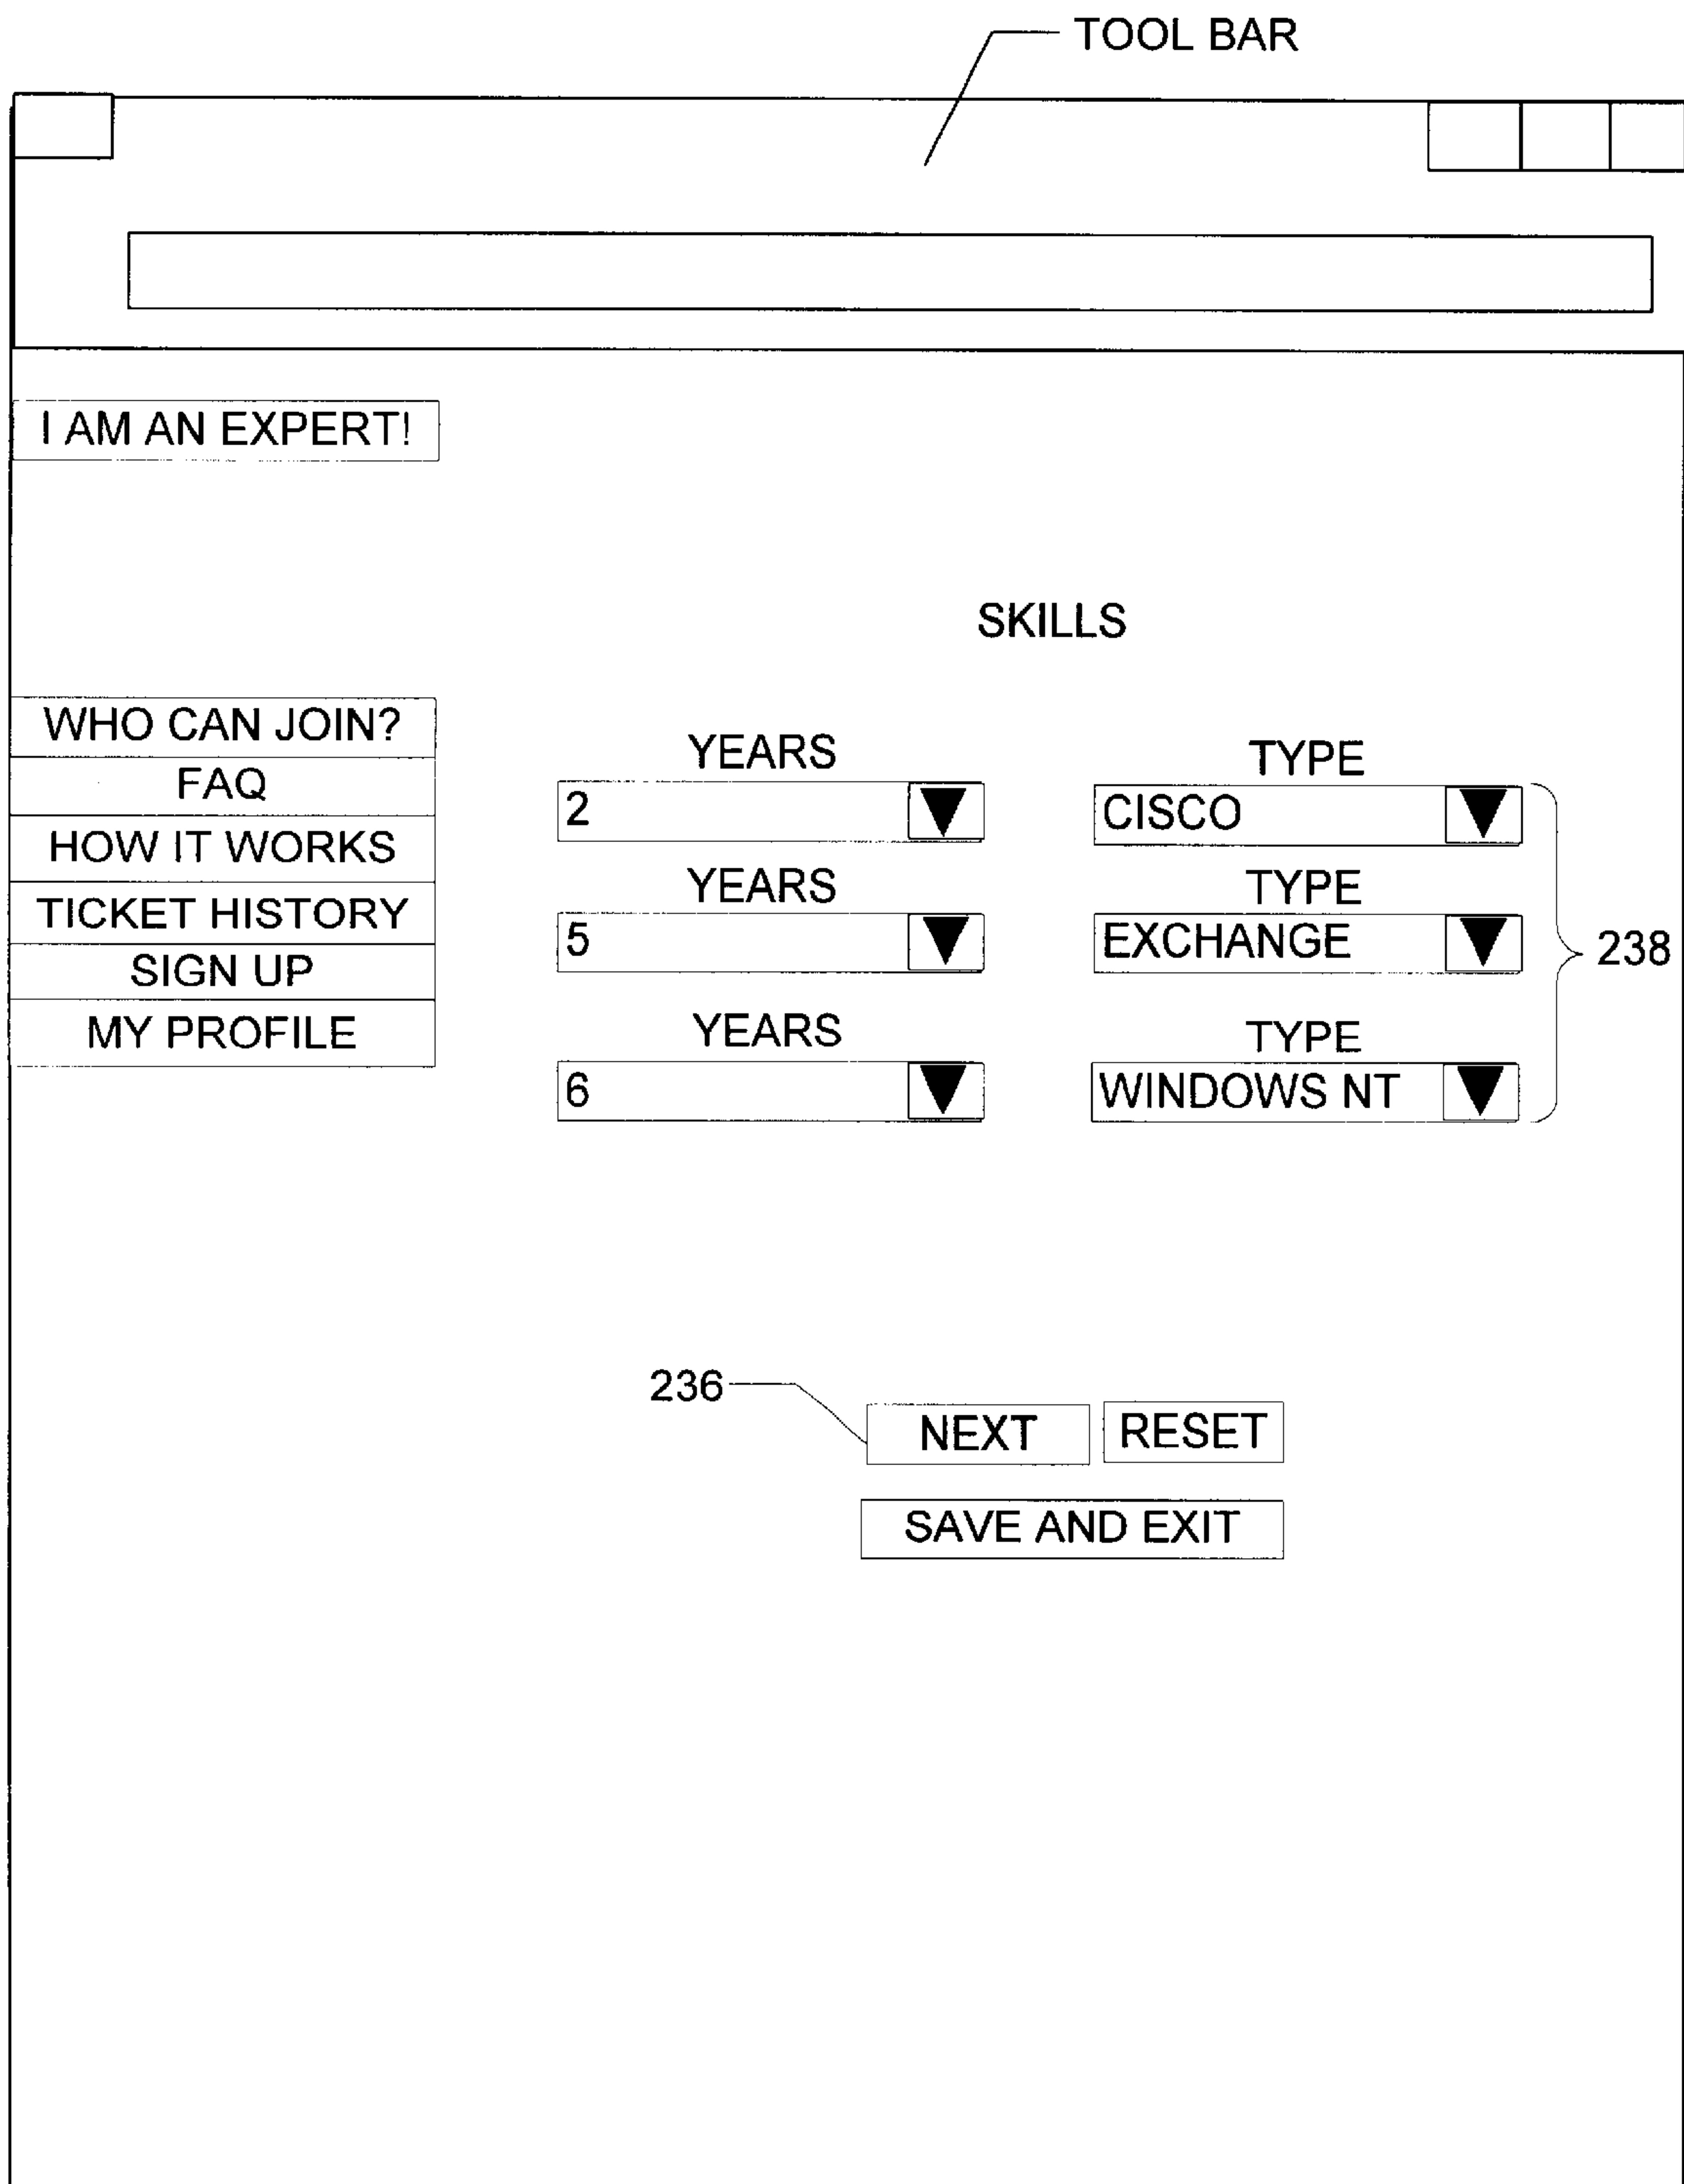 TOOL BAR
I AM AN EXPERT!
SKILLS
WHO CAN JOIN?
FAQ
HOW IT WORKS
TICKET HISTORY
SIGN UP
MY PROFILE
YEARS TYPE
2 CISCO
YEARS TYPE
5 EXCHANGE
238
YEARS TYPE
6 WINDOWS NT
236
NEXT RESET
SAVE AND EXIT